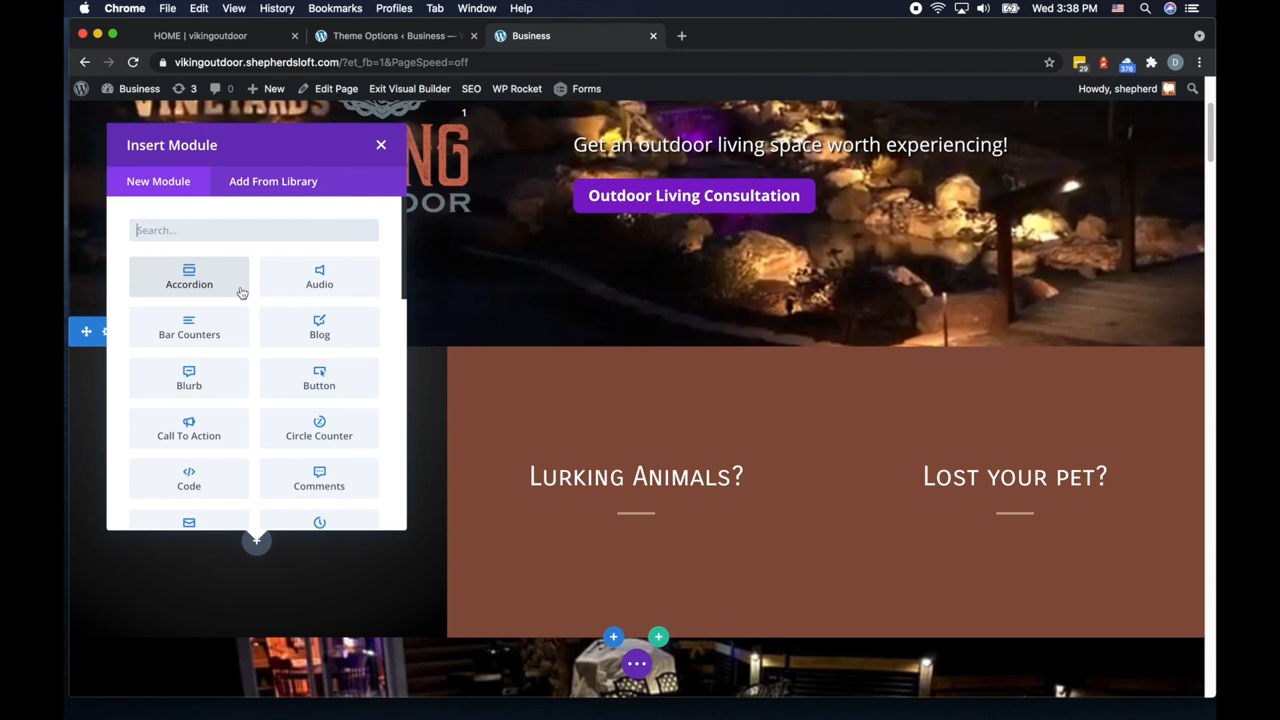 Chrome File Edit View History Bookmarks Profiles Tab Window Help Wed 3:38 PM
HOME | vikingoutdoor
Theme Options ‹ Business —
Business
vikingoutdoor.shepherdsloft.com/?et_fb=1&PageSpeed=off
29
376
D
Business 3 0 New Edit Page Exit Visual Builder SEO WP Rocket Forms Howdy, shepherd
VINEYARDS
1
Insert Module
Get an outdoor living space worth experiencing!
New Module Add From Library
Outdoor Living Consultation
Search...
Accordion Audio
Bar Counters Blog
Blurb Button
Call To Action Circle Counter
Code Comments
Lurking Animals? Lost your pet?